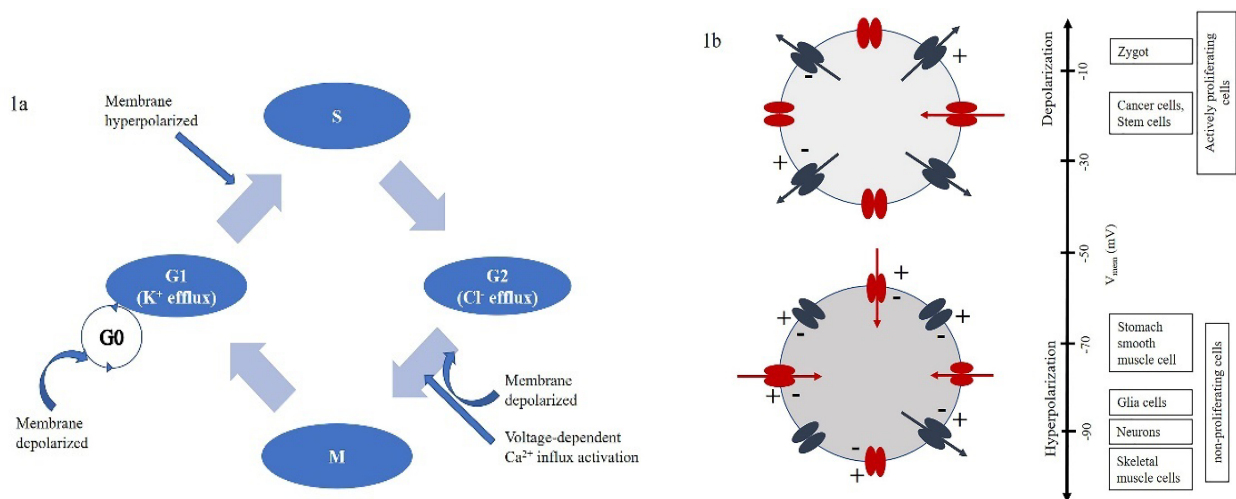 1a
Membrane
hyperpolarized
S
G1
(K⁺ efflux)
G2
(Cl⁻ efflux)
G0
Membrane
depolarized
Membrane
depolarized
Voltage-dependent
Ca²⁺ influx activation
M
1b
+
-
+
-
+
-
+
-
+
-
+
-
+
-
+
-
+
-
Depolarization
Hyperpolarization
-10
-30
-50
-70
-90
Vmem (mV)
Zygot
Cancer cells,
Stem cells
Actively proliferating
cells
Stomach
smooth
muscle cell
Glia cells
Neurons
Skeletal
muscle cells
non-proliferating cells